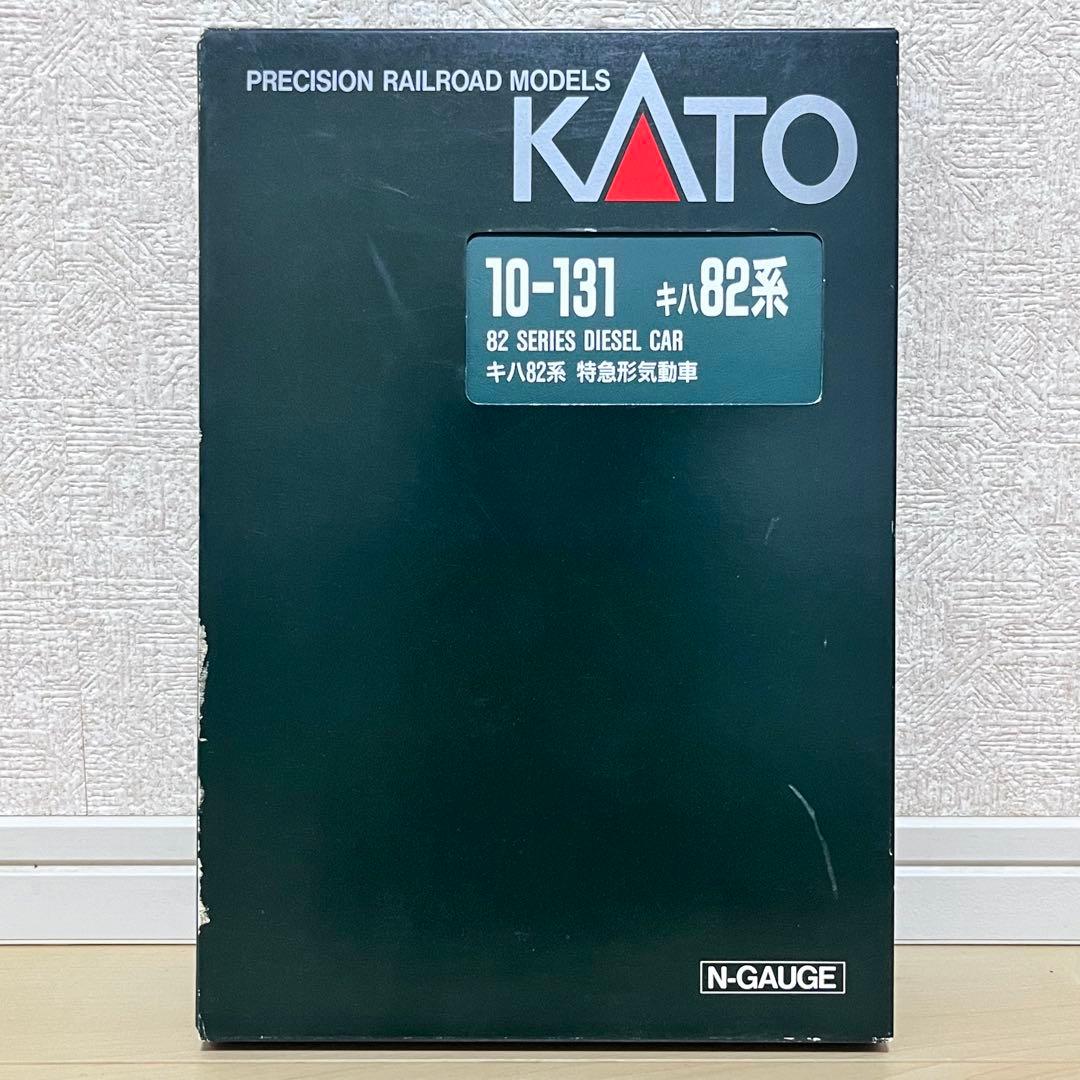 PRECISION RAILROAD MODELS
KATO
10-131 キハ82系
82 SERIES DIESEL CAR
キハ82系 特急形気動車
N-GAUGE